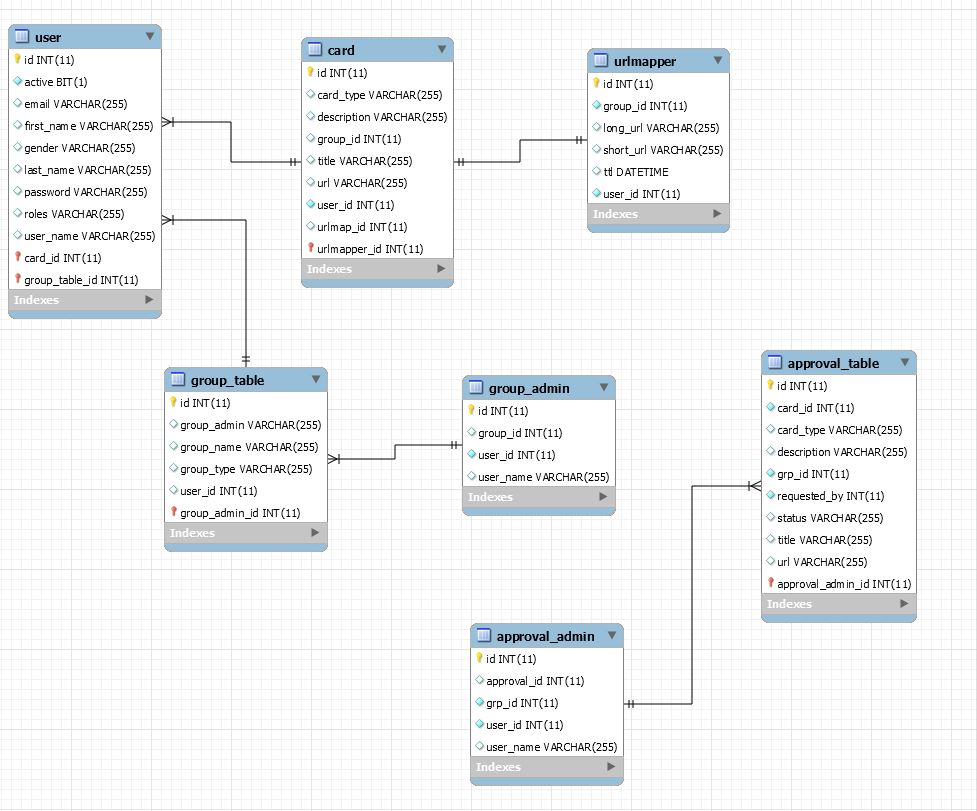 user
id INT(11)
active BIT(1)
email VARCHAR(255)
first_name VARCHAR(255)
gender VARCHAR(255)
last_name VARCHAR(255)
password VARCHAR(255)
roles VARCHAR(255)
user_name VARCHAR(255)
card_id INT(11)
group_table_id INT(11)
Indexes
card
id INT(11)
card_type VARCHAR(255)
description VARCHAR(255)
group_id INT(11)
title VARCHAR(255)
url VARCHAR(255)
user_id INT(11)
urlmap_id INT(11)
urlmapper_id INT(11)
Indexes
urlmapper
id INT(11)
group_id INT(11)
long_url VARCHAR(255)
short_url VARCHAR(255)
ttl DATETIME
user_id INT(11)
Indexes
group_table
id INT(11)
group_admin VARCHAR(255)
group_name VARCHAR(255)
group_type VARCHAR(255)
user_id INT(11)
group_admin_id INT(11)
Indexes
group_admin
id INT(11)
group_id INT(11)
user_id INT(11)
user_name VARCHAR(255)
Indexes
approval_table
id INT(11)
card_id INT(11)
card_type VARCHAR(255)
description VARCHAR(255)
grp_id INT(11)
requested_by INT(11)
status VARCHAR(255)
title VARCHAR(255)
url VARCHAR(255)
approval_admin_id INT(11)
Indexes
approval_admin
id INT(11)
approval_id INT(11)
grp_id INT(11)
user_id INT(11)
user_name VARCHAR(255)
Indexes